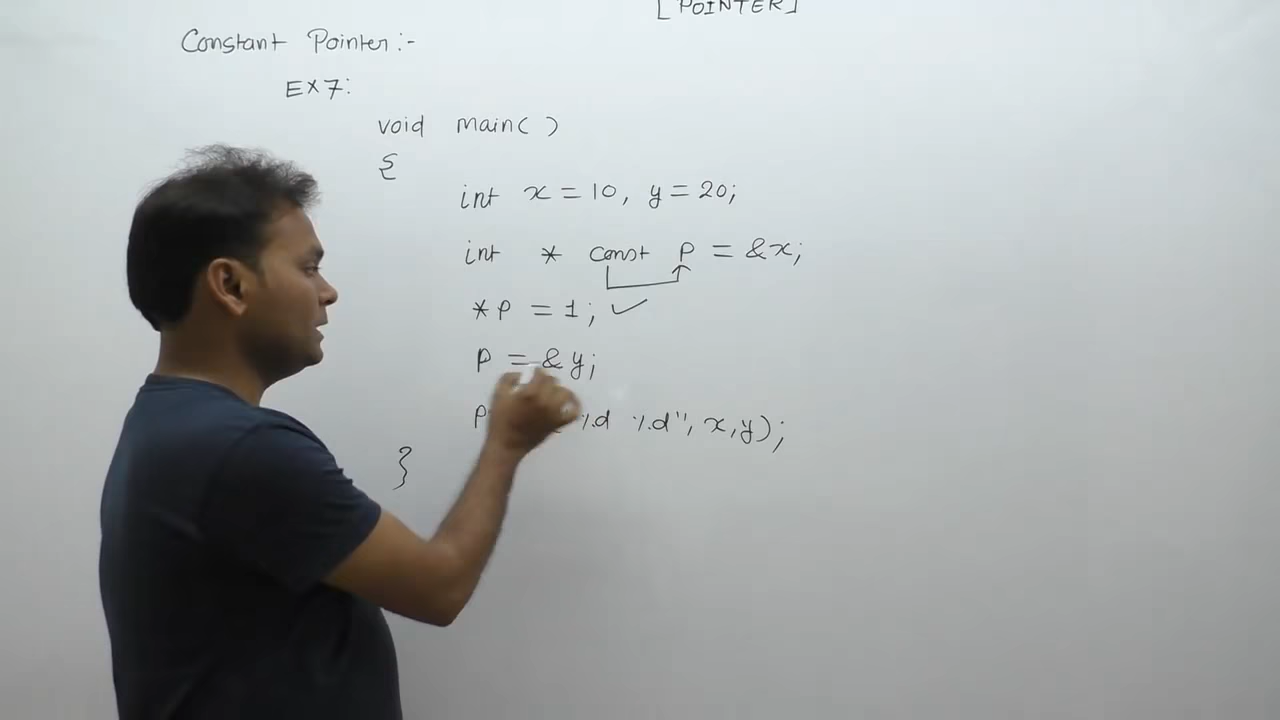 [POINTER]
Constant Pointer:-
EX7:
void main( )
{
int x = 10, y = 20;
int * const p = &x;
*p = 1; ✓
p = &y;
%d %d", x,y);
}